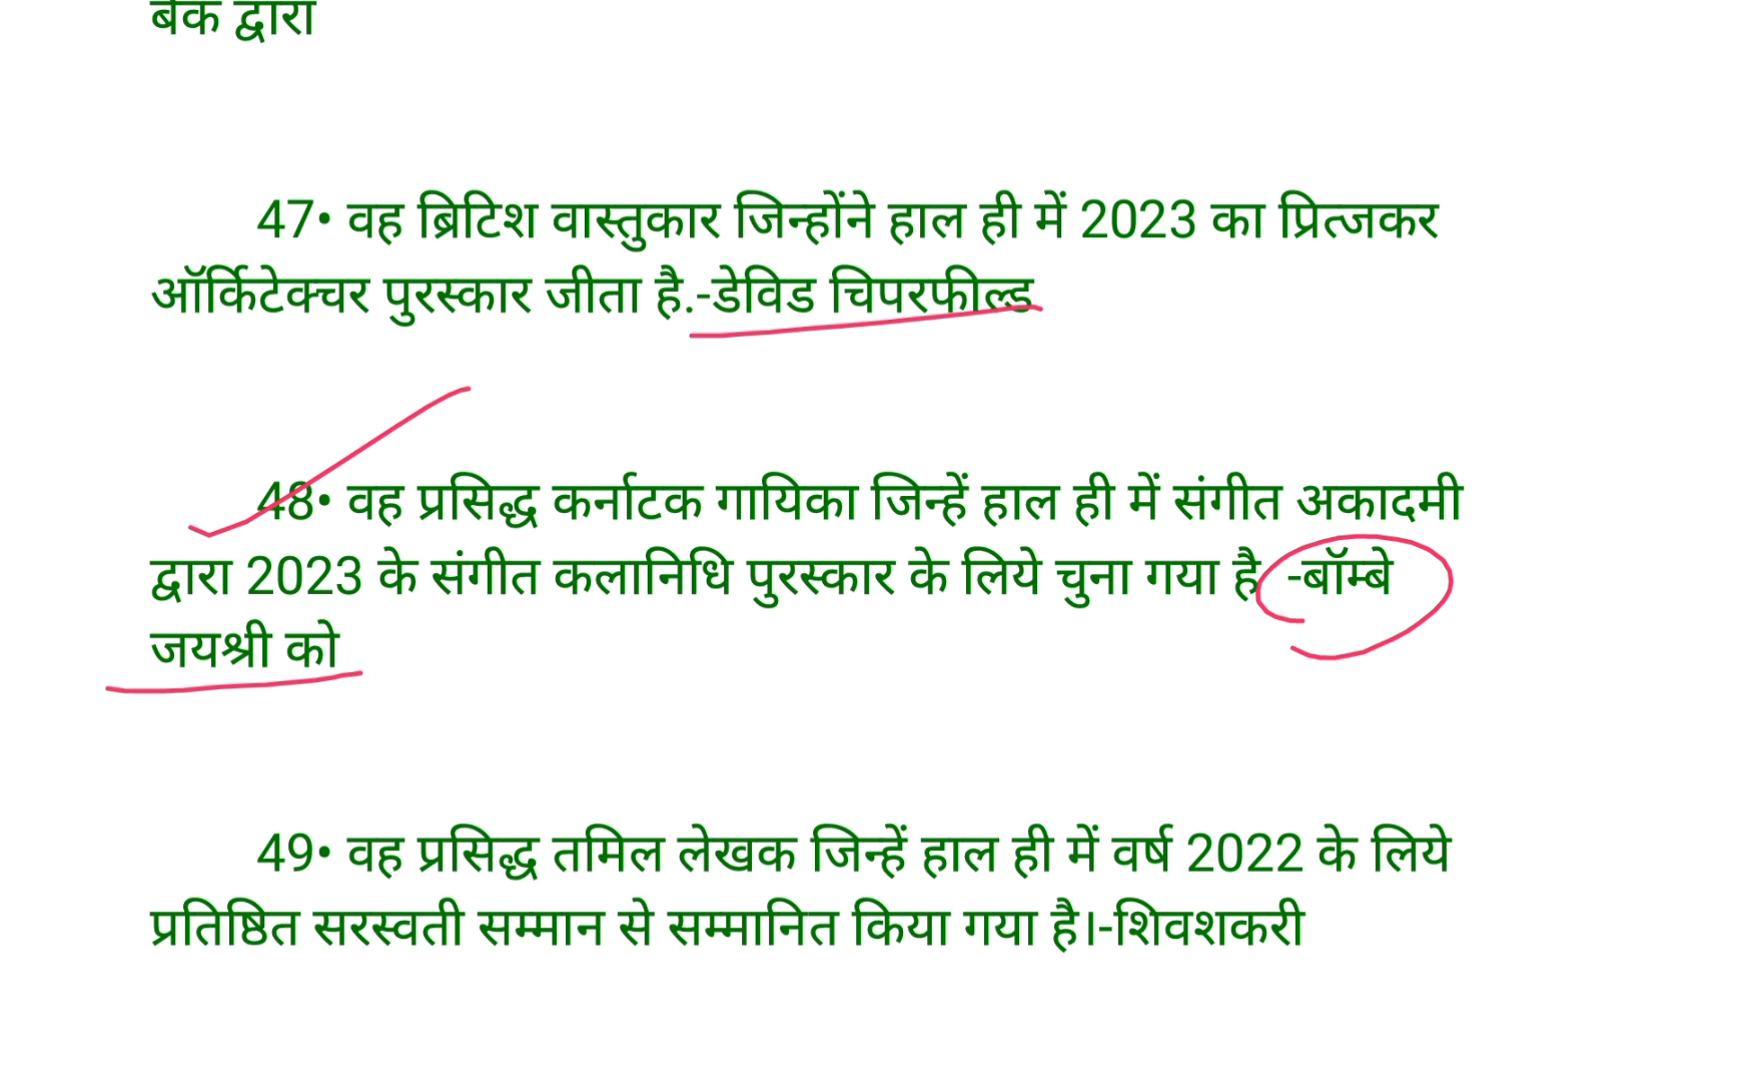 बैंक द्वारा
47• वह ब्रिटिश वास्तुकार जिन्होंने हाल ही में 2023 का प्रित्जकर
ऑर्किटेक्चर पुरस्कार जीता है.-डेविड चिपरफील्ड
48• वह प्रसिद्ध कर्नाटक गायिका जिन्हें हाल ही में संगीत अकादमी
द्वारा 2023 के संगीत कलानिधि पुरस्कार के लिये चुना गया है -बॉम्बे
जयश्री को
49• वह प्रसिद्ध तमिल लेखक जिन्हें हाल ही में वर्ष 2022 के लिये
प्रतिष्ठित सरस्वती सम्मान से सम्मानित किया गया है।-शिवशकरी